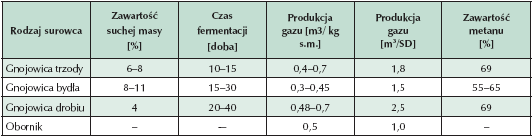 Rodzaj surowca
Zawartość
suchej masy
[%]
Czas
fermentacji
[doba]
Produkcja
gazu [m3/ kg
s.m.]
Produkcja
gazu
[m³/SD]
Zawartość
metanu
[%]
Gnojowica trzody 6–8 10–15 0,4–0,7 1,8 69
Gnojowica bydła 8–11 15–30 0,3–0,45 1,5 55–65
Gnojowica drobiu 4 20–40 0,48–0,7 2,5 69
Obornik – –- 0,5 1,0 –